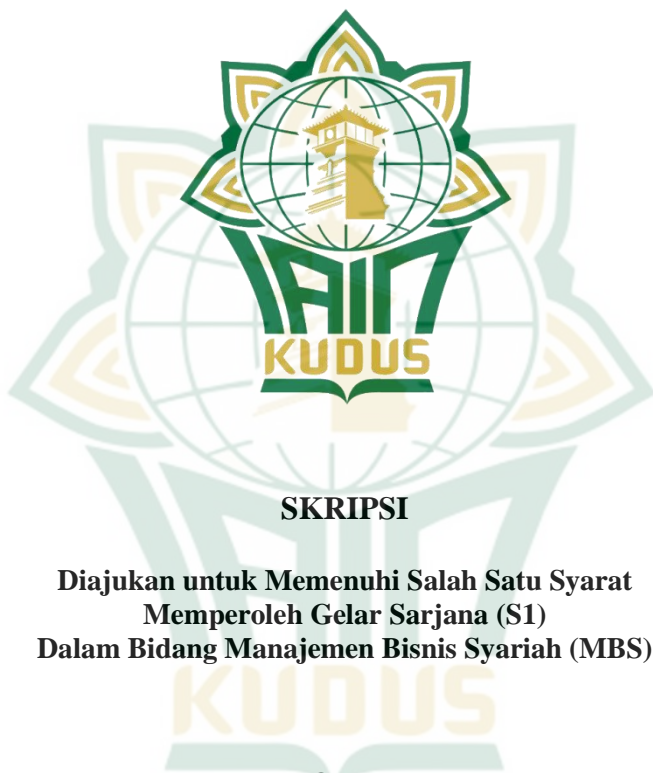 IAIN
KUDUS
SKRIPSI
Diajukan untuk Memenuhi Salah Satu Syarat
Memperoleh Gelar Sarjana (S1)
Dalam Bidang Manajemen Bisnis Syariah (MBS)
KUDUS